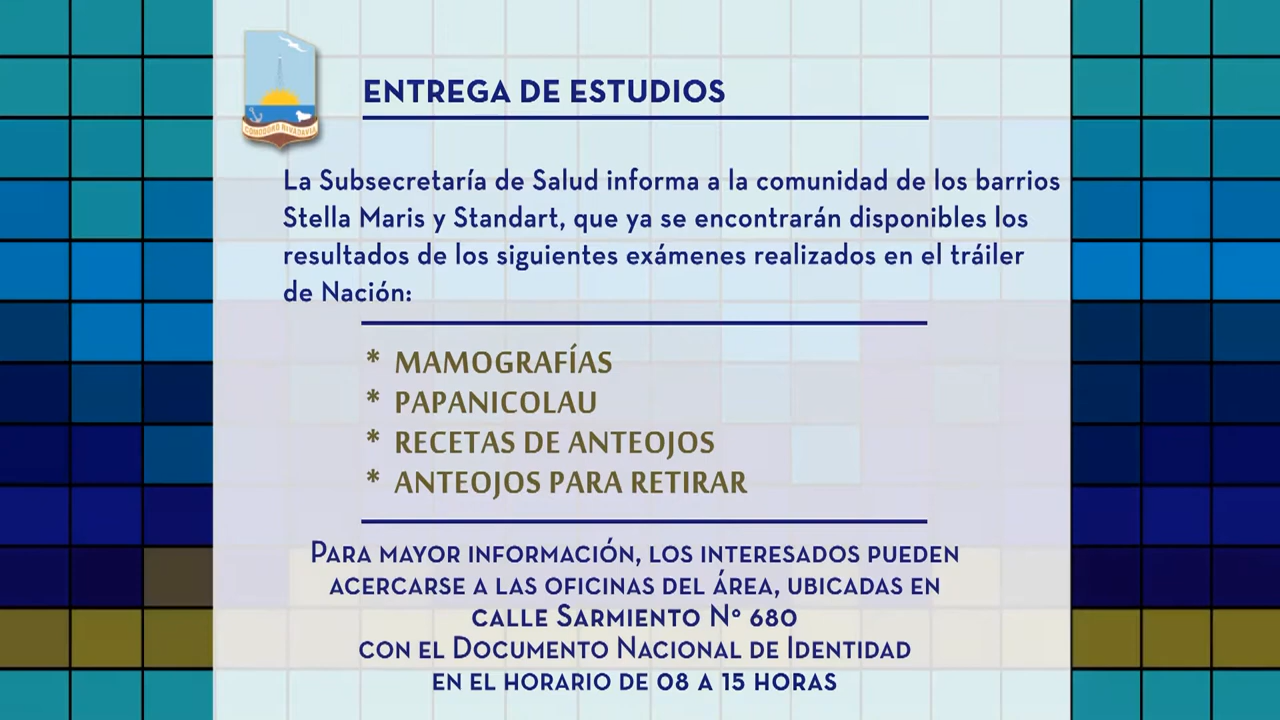 COMODORO RIVADAVIA
ENTREGA DE ESTUDIOS
La Subsecretaría de Salud informa a la comunidad de los barrios
Stella Maris y Standart, que ya se encontrarán disponibles los
resultados de los siguientes exámenes realizados en el tráiler
de Nación:
* MAMOGRAFÍAS
* PAPANICOLAU
* RECETAS DE ANTEOJOS
* ANTEOJOS PARA RETIRAR
PARA MAYOR INFORMACIÓN, LOS INTERESADOS PUEDEN
ACERCARSE A LAS OFICINAS DEL ÁREA, UBICADAS EN
CALLE SARMIENTO Nº 680
CON EL DOCUMENTO NACIONAL DE IDENTIDAD
EN EL HORARIO DE 08 A 15 HORAS